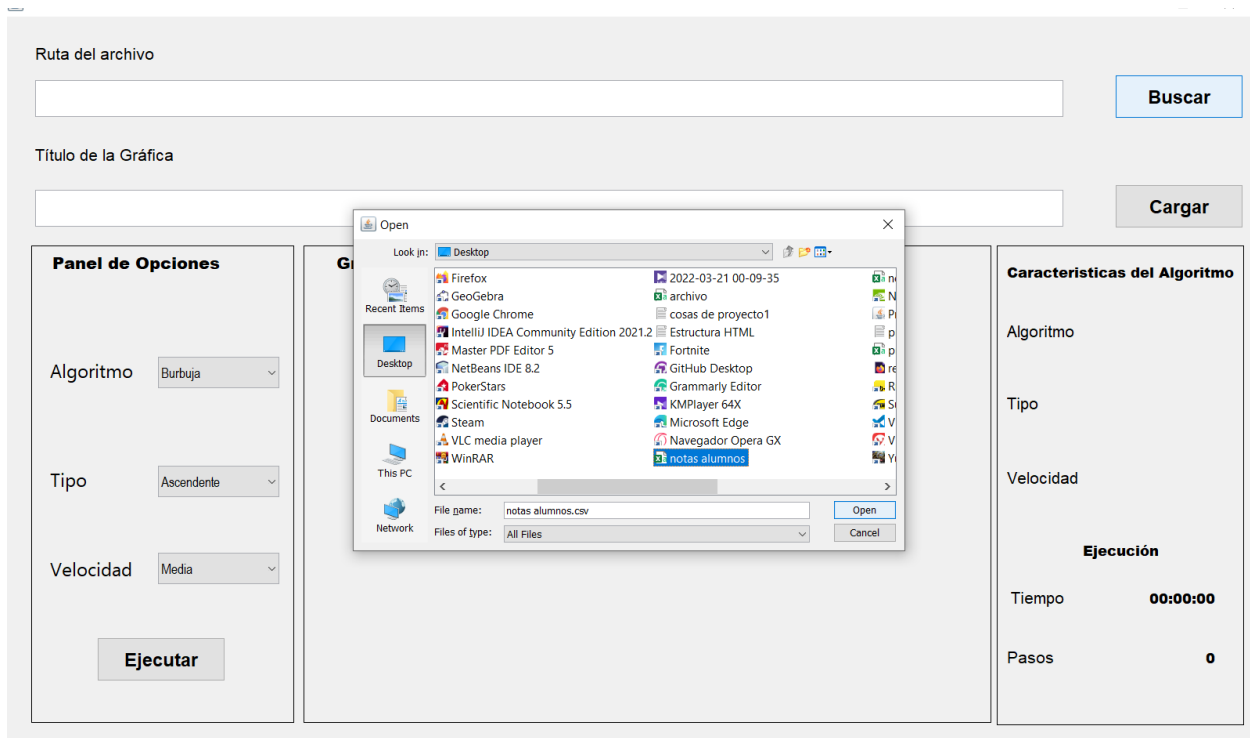 Ruta del archivo
Buscar
Título de la Gráfica
Cargar
Panel de Opciones
Algoritmo
Burbuja
Tipo
Ascendente
Velocidad
Media
Ejecutar
Open
Look in:
Desktop
Recent Items
Desktop
Documents
This PC
Network
Firefox
GeoGebra
Google Chrome
IntelliJ IDEA Community Edition 2021.2
Master PDF Editor 5
NetBeans IDE 8.2
PokerStars
Scientific Notebook 5.5
Steam
VLC media player
WinRAR
2022-03-21 00-09-35
archivo
cosas de proyecto1
Estructura HTML
Fortnite
GitHub Desktop
Grammarly Editor
KMPlayer 64X
Microsoft Edge
Navegador Opera GX
notas alumnos
File name:
notas alumnos.csv
Open
Files of type:
All Files
Cancel
Caracteristicas del Algoritmo
Algoritmo
Tipo
Velocidad
Ejecución
Tiempo
00:00:00
Pasos
0